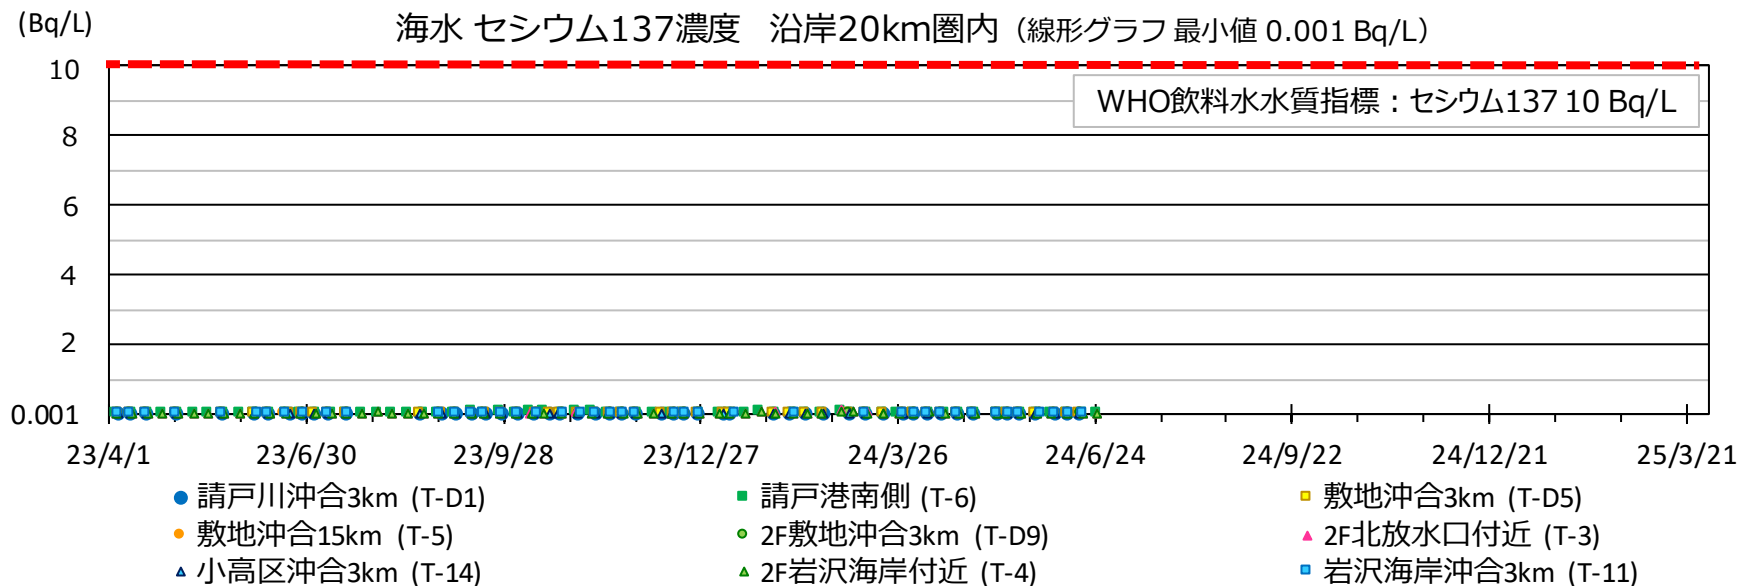 (Bq/L)
海水 セシウム137濃度 沿岸20km圏内（線形グラフ 最小値 0.001 Bq/L）
10
WHO飲料水水質指標：セシウム137 10 Bq/L
8
6
4
2
0.001
23/4/1 23/6/30 23/9/28 23/12/27 24/3/26 24/6/24 24/9/22 24/12/21 25/3/21
請戸川沖合3km (T-D1) 請戸港南側 (T-6) 敷地沖合3km (T-D5)
敷地沖合15km (T-5) 2F敷地沖合3km (T-D9) 2F北放水口付近 (T-3)
小高区沖合3km (T-14) 2F岩沢海岸付近 (T-4) 岩沢海岸沖合3km (T-11)